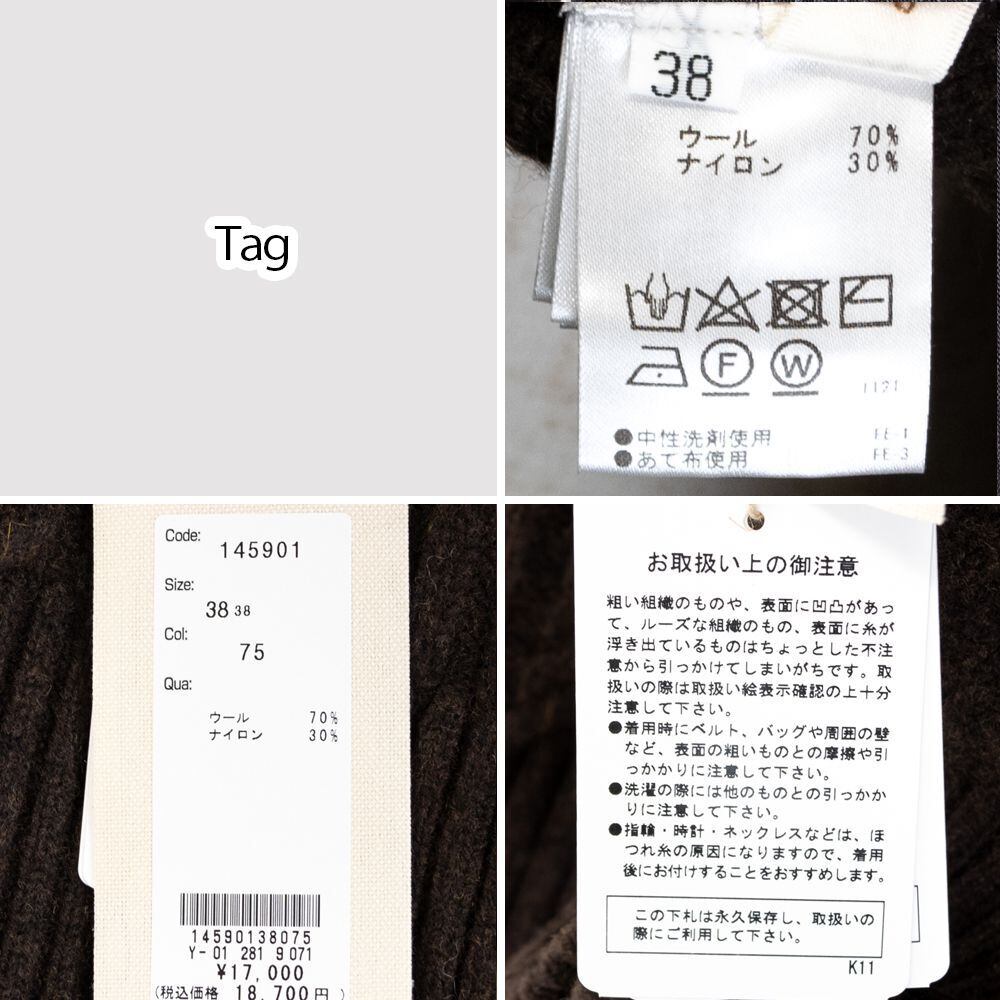 Tag
38
ウール 70%
ナイロン 30%
F W
1121
●中性洗剤使用 FE-1
●あて布使用 FE-3
Code:
145901
Size:
38 38
Col:
75
Qua:
ウール 70%
ナイロン 30%
14590138075
Y-01 281 9 071
¥17,000
(税込価格 18,700円 )
お取扱い上の御注意
粗い組織のものや、表面に凹凸があっ
て、ルーズな組織のもの、表面に糸が
浮き出ているものはちょっとした不注
意から引っかけてしまいがちです。取
扱いの際は取扱い絵表示確認の上十分
注意して下さい。
●着用時にベルト、バッグや周囲の壁
など、表面の粗いものとの摩擦や引
っかかりに注意して下さい。
●洗濯の際には他のものとの引っかか
りに注意して下さい。
●指輪・時計・ネックレスなどは、ほ
つれ糸の原因になりますので、着用
後にお付けすることをおすすめします。
この下札は永久保存し、取扱いの
際にご利用して下さい。
K11